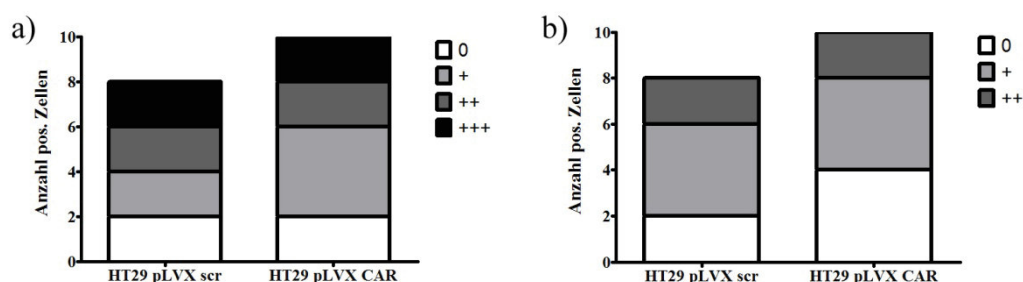 a)
Anzahl pos. Zellen
10
8
6
4
2
0
HT29 pLVX scr
HT29 pLVX CAR
0
+
++
+++
b)
Anzahl pos. Zellen
10
8
6
4
2
0
HT29 pLVX scr
HT29 pLVX CAR
0
+
++